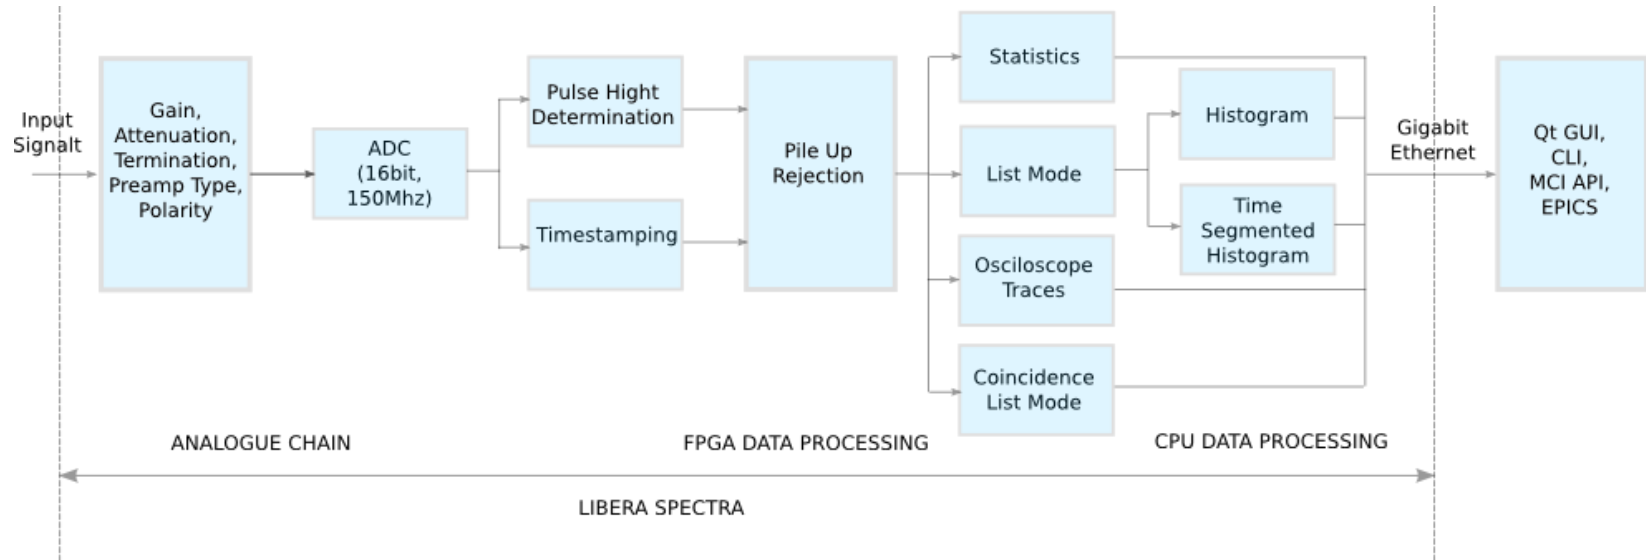 Input
Signalt
Gain,
Attenuation,
Termination,
Preamp Type,
Polarity
ADC
(16bit,
150Mhz)
Pulse Hight
Determination
Timestamping
Pile Up
Rejection
Statistics
List Mode
Osciloscope
Traces
Coincidence
List Mode
Histogram
Time
Segmented
Histogram
Gigabit
Ethernet
Qt GUI,
CLI,
MCI API,
EPICS
ANALOGUE CHAIN
FPGA DATA PROCESSING
CPU DATA PROCESSING
LIBERA SPECTRA